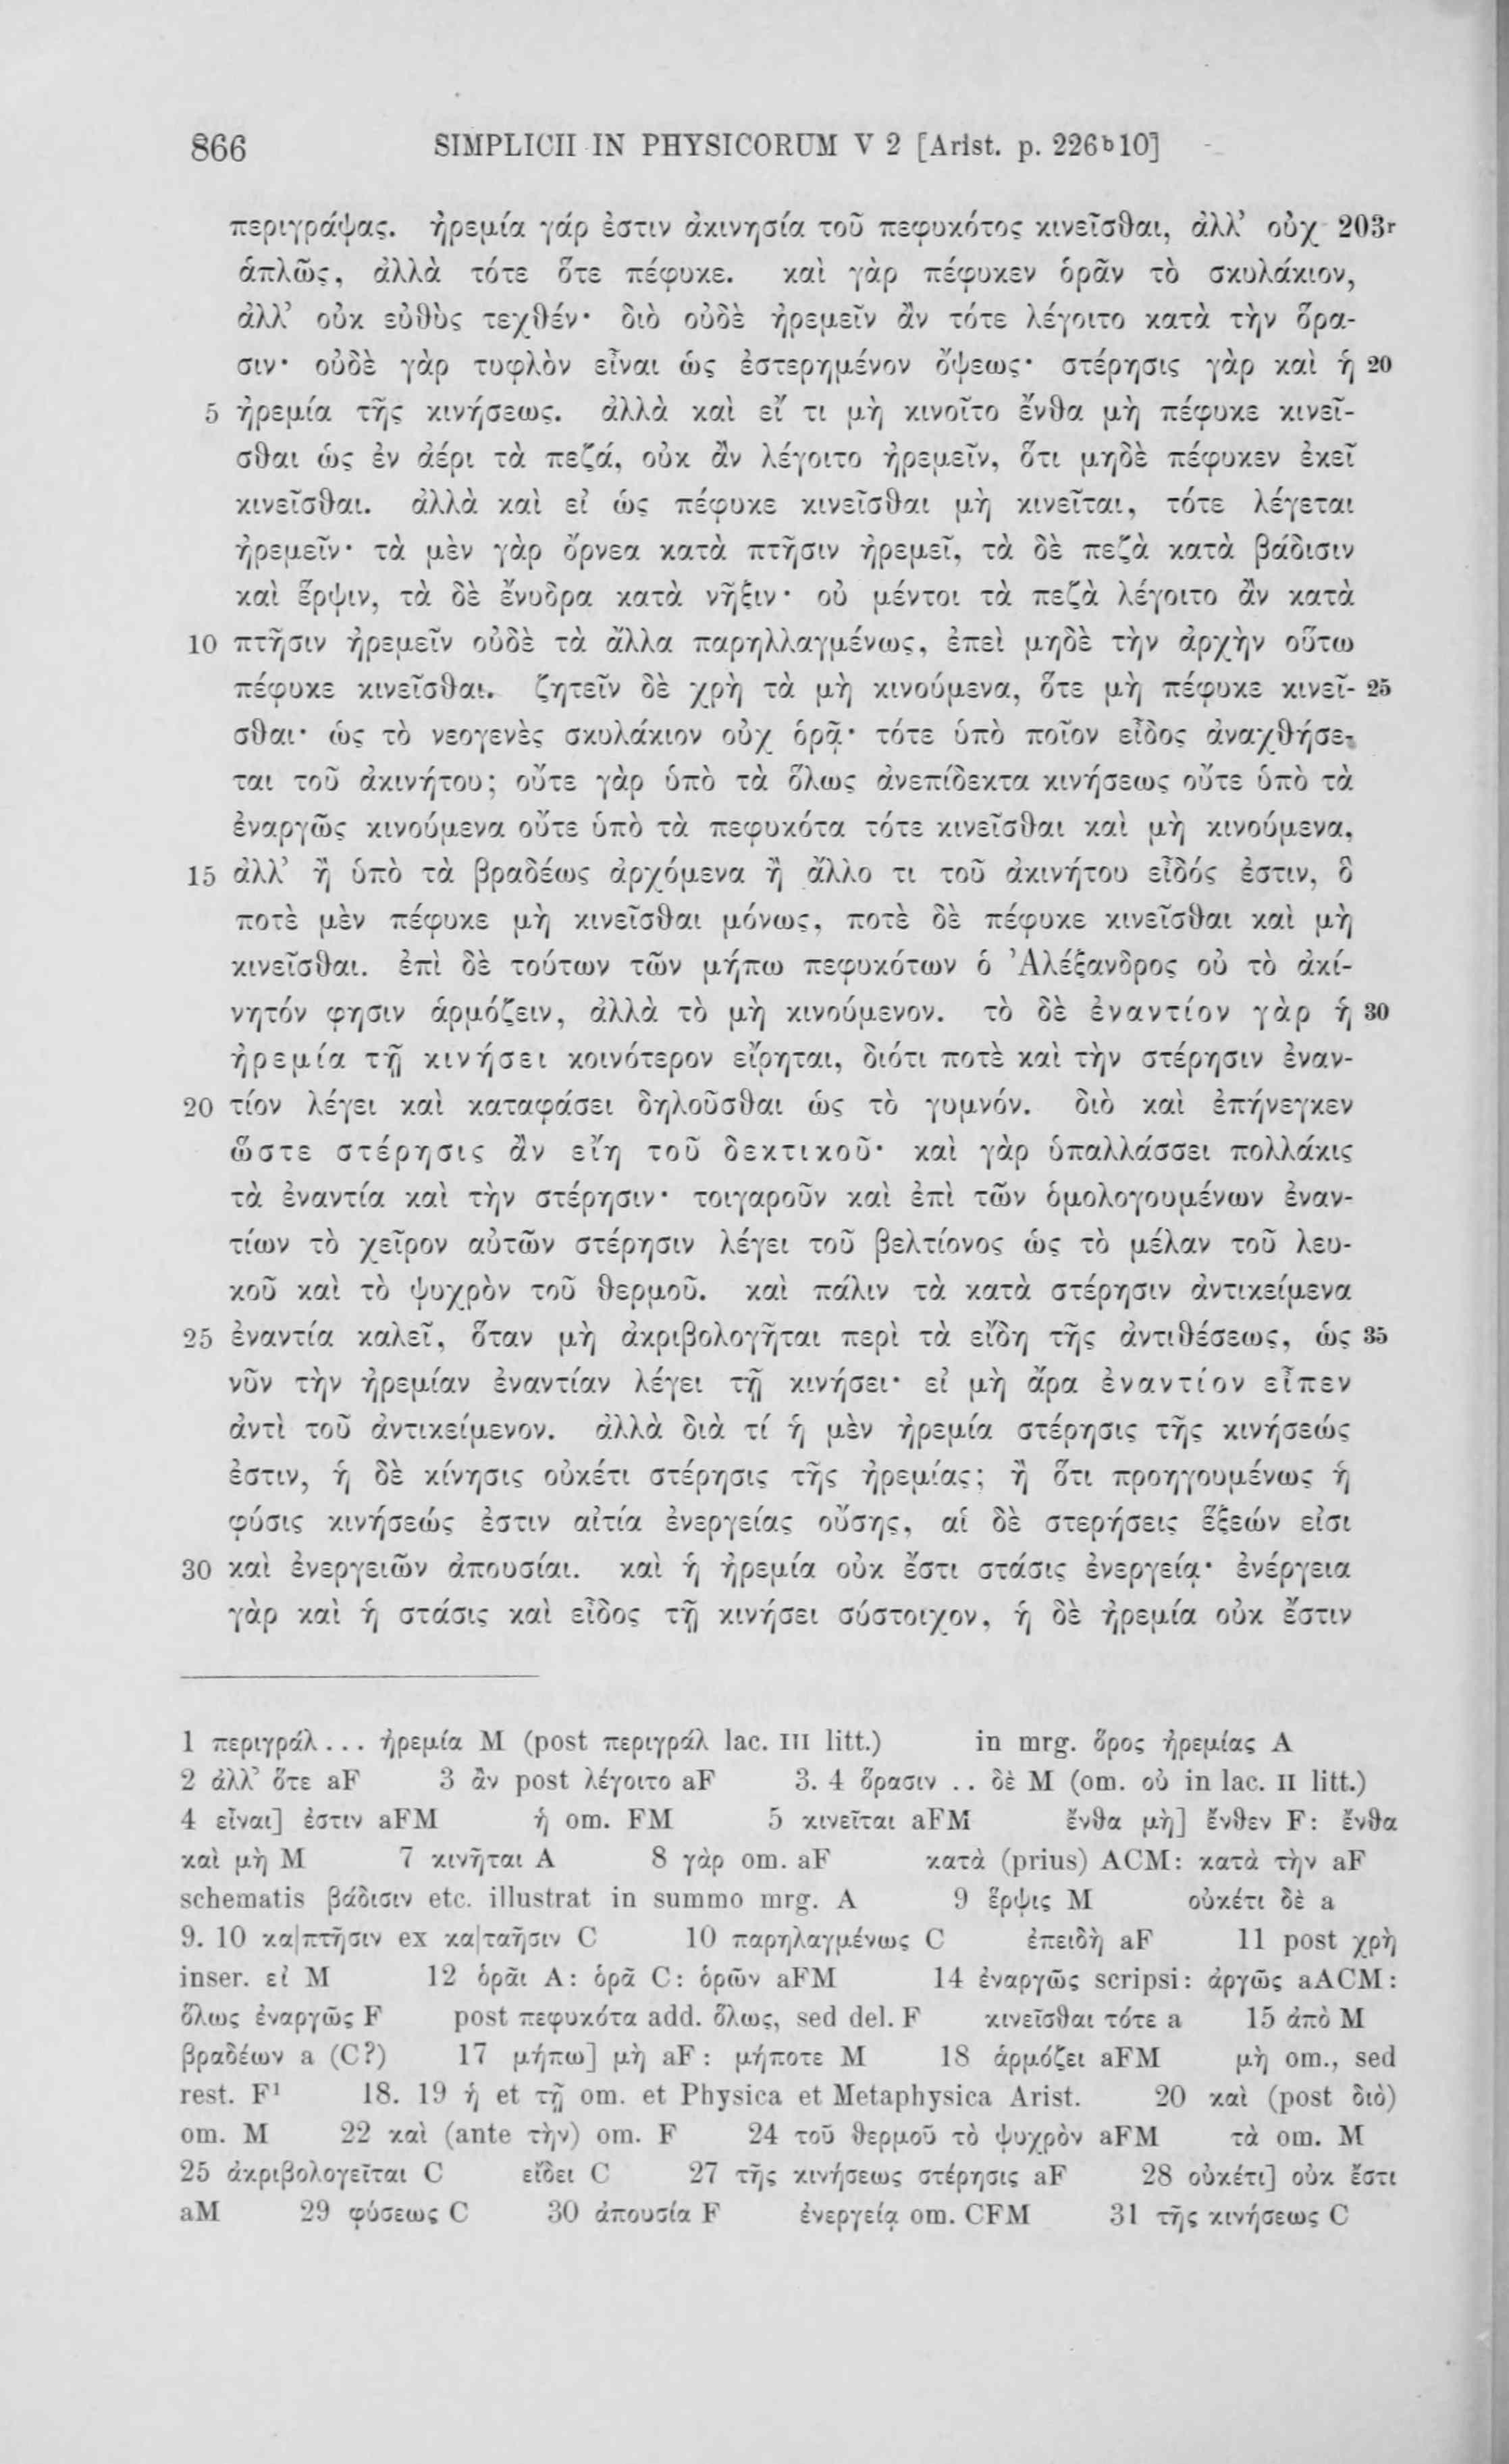 866 SIMPLICII IN PHYSICORUM V 2 [Arist. p. 226ᵇ10]
περιγράψας. ἠρεμία γάρ ἐστιν ἀκινησία τοῦ πεφυκότος κινεῖσθαι, ἀλλ’ οὐχ 203r
ἁπλῶς, ἀλλὰ τότε ὅτε πέφυκε. καὶ γὰρ πέφυκεν ὁρᾶν τὸ σκυλάκιον,
ἀλλ’ οὐκ εὐθὺς τεχθέν· διὸ οὐδὲ ἠρεμεῖν ἂν τότε λέγοιτο κατὰ τὴν ὅρα-
σιν· οὐδὲ γὰρ τυφλὸν εἶναι ὡς ἐστερημένον ὄψεως· στέρησις γὰρ καὶ ἡ 20
5 ἠρεμία τῆς κινήσεως. ἀλλὰ καὶ εἴ τι μὴ κινοῖτο ἔνθα μὴ πέφυκε κινεῖ-
σθαι ὡς ἐν ἀέρι τὰ πεζά, οὐκ ἂν λέγοιτο ἠρεμεῖν, ὅτι μηδὲ πέφυκεν ἐκεῖ
κινεῖσθαι. ἀλλὰ καὶ εἰ ὡς πέφυκε κινεῖσθαι μὴ κινεῖται, τότε λέγεται
ἠρεμεῖν· τὰ μὲν γὰρ ὄρνεα κατὰ πτῆσιν ἠρεμεῖ, τὰ δὲ πεζὰ κατὰ βάδισιν
καὶ ἕρψιν, τὰ δὲ ἔνυδρα κατὰ νῆξιν· οὐ μέντοι τὰ πεζὰ λέγοιτο ἂν κατὰ
10 πτῆσιν ἠρεμεῖν οὐδὲ τὰ ἄλλα παρηλλαγμένως, ἐπεὶ μηδὲ τὴν ἀρχὴν οὕτω
πέφυκε κινεῖσθαι. ζητεῖν δὲ χρὴ τὰ μὴ κινούμενα, ὅτε μὴ πέφυκε κινεῖ- 25
σθαι· ὡς τὸ νεογενὲς σκυλάκιον οὐχ ὁρᾷ· τότε ὑπὸ ποῖον εἶδος ἀναχθήσε-
ται τοῦ ἀκινήτου; οὔτε γὰρ ὑπὸ τὰ ὅλως ἀνεπίδεκτα κινήσεως οὔτε ὑπὸ τὰ
ἐναργῶς κινούμενα οὔτε ὑπὸ τὰ πεφυκότα τότε κινεῖσθαι καὶ μὴ κινούμενα,
15 ἀλλ’ ἢ ὑπὸ τὰ βραδέως ἀρχόμενα ἢ ἄλλο τι τοῦ ἀκινήτου εἶδός ἐστιν, ὃ
ποτὲ μὲν πέφυκε μὴ κινεῖσθαι μόνως, ποτὲ δὲ πέφυκε κινεῖσθαι καὶ μὴ
κινεῖσθαι. ἐπὶ δὲ τούτων τῶν μήπω πεφυκότων ὁ Ἀλέξανδρος οὐ τὸ ἀκί-
νητόν φησιν ἁρμόζειν, ἀλλὰ τὸ μὴ κινούμενον. τὸ δὲ ἐναντίον γὰρ ἡ 30
ἠρεμία τῇ κινήσει κοινότερον εἴρηται, διότι ποτὲ καὶ τὴν στέρησιν ἐναν-
20 τίον λέγει καὶ καταφάσει δηλοῦσθαι ὡς τὸ γυμνόν. διὸ καὶ ἐπήνεγκεν
ὥστε στέρησις ἂν εἴη τοῦ δεκτικοῦ· καὶ γὰρ ὑπαλλάσσει πολλάκις
τὰ ἐναντία καὶ τὴν στέρησιν· τοιγαροῦν καὶ ἐπὶ τῶν ὁμολογουμένων ἐναν-
τίων τὸ χεῖρον αὐτῶν στέρησιν λέγει τοῦ βελτίονος ὡς τὸ μέλαν τοῦ λευ-
κοῦ καὶ τὸ ψυχρὸν τοῦ θερμοῦ. καὶ πάλιν τὰ κατὰ στέρησιν ἀντικείμενα
25 ἐναντία καλεῖ, ὅταν μὴ ἀκριβολογῆται περὶ τὰ εἴδη τῆς ἀντιθέσεως, ὡς 35
νῦν τὴν ἠρεμίαν ἐναντίαν λέγει τῇ κινήσει· εἰ μὴ ἄρα ἐναντίον εἶπεν
ἀντὶ τοῦ ἀντικείμενον. ἀλλὰ διὰ τί ἡ μὲν ἠρεμία στέρησις τῆς κινήσεώς
ἐστιν, ἡ δὲ κίνησις οὐκέτι στέρησις τῆς ἠρεμίας; ἢ ὅτι προηγουμένως ἡ
φύσις κινήσεώς ἐστιν αἰτία ἐνεργείας οὔσης, αἱ δὲ στερήσεις ἕξεών εἰσι
30 καὶ ἐνεργειῶν ἀπουσίαι. καὶ ἡ ἠρεμία οὐκ ἔστι στάσις ἐνεργείᾳ· ἐνέργεια
γὰρ καὶ ἡ στάσις καὶ εἶδος τῇ κινήσει σύστοιχον, ἡ δὲ ἠρεμία οὐκ ἔστιν
1 περιγράλ... ἠρεμία M (post περιγράλ lac. III litt.) in mrg. ὅρος ἠρεμίας A
2 ἀλλ’ ὅτε aF 3 ἂν post λέγοιτο aF 3. 4 ὅρασιν .. δὲ M (om. οὐ in lac. II litt.)
4 εἶναι] ἐστιν aFM ἡ om. FM 5 κινεῖται aFM ἔνθα μὴ] ἔνθεν F: ἔνθα
καὶ μὴ M 7 κινῆται A 8 γὰρ om. aF κατὰ (prius) ACM: κατὰ τὴν aF
schematis βάδισιν etc. illustrat in summo mrg. A 9 ἕρψις M οὐκέτι δὲ a
9. 10 κα|πτῆσιν ex κα|ταῆσιν C 10 παρηλαγμένως C ἐπειδὴ aF 11 post χρὴ
inser. εἰ M 12 ὁρᾶι A: ὁρᾶ C: ὁρῶν aFM 14 ἐναργῶς scripsi: ἀργῶς aACM:
ὅλως ἐναργῶς F post πεφυκότα add. ὅλως, sed del. F κινεῖσθαι τότε a 15 ἀπὸ M
βραδέων a (C?) 17 μήπω] μὴ aF: μήποτε M 18 ἁρμόζει aFM μὴ om., sed
rest. F¹ 18. 19 ἡ et τῇ om. et Physica et Metaphysica Arist. 20 καὶ (post διὸ)
om. M 22 καὶ (ante τὴν) om. F 24 τοῦ θερμοῦ τὸ ψυχρὸν aFM τὰ om. M
25 ἀκριβολογεῖται C εἴδει C 27 τῆς κινήσεως στέρησις aF 28 οὐκέτι] οὐκ ἔστι
aM 29 φύσεως C 30 ἀπουσία F ἐνεργείᾳ om. CFM 31 τῆς κινήσεως C